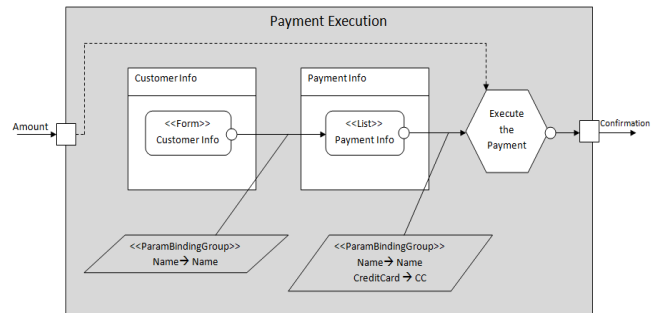 Payment Execution
Customer Info
Payment Info
<<Form>>
Customer Info
<<List>>
Payment Info
Execute
the
Payment
Amount
Confirmation
<<ParamBindingGroup>>
Name→ Name
<<ParamBindingGroup>>
Name→ Name
CreditCard → CC